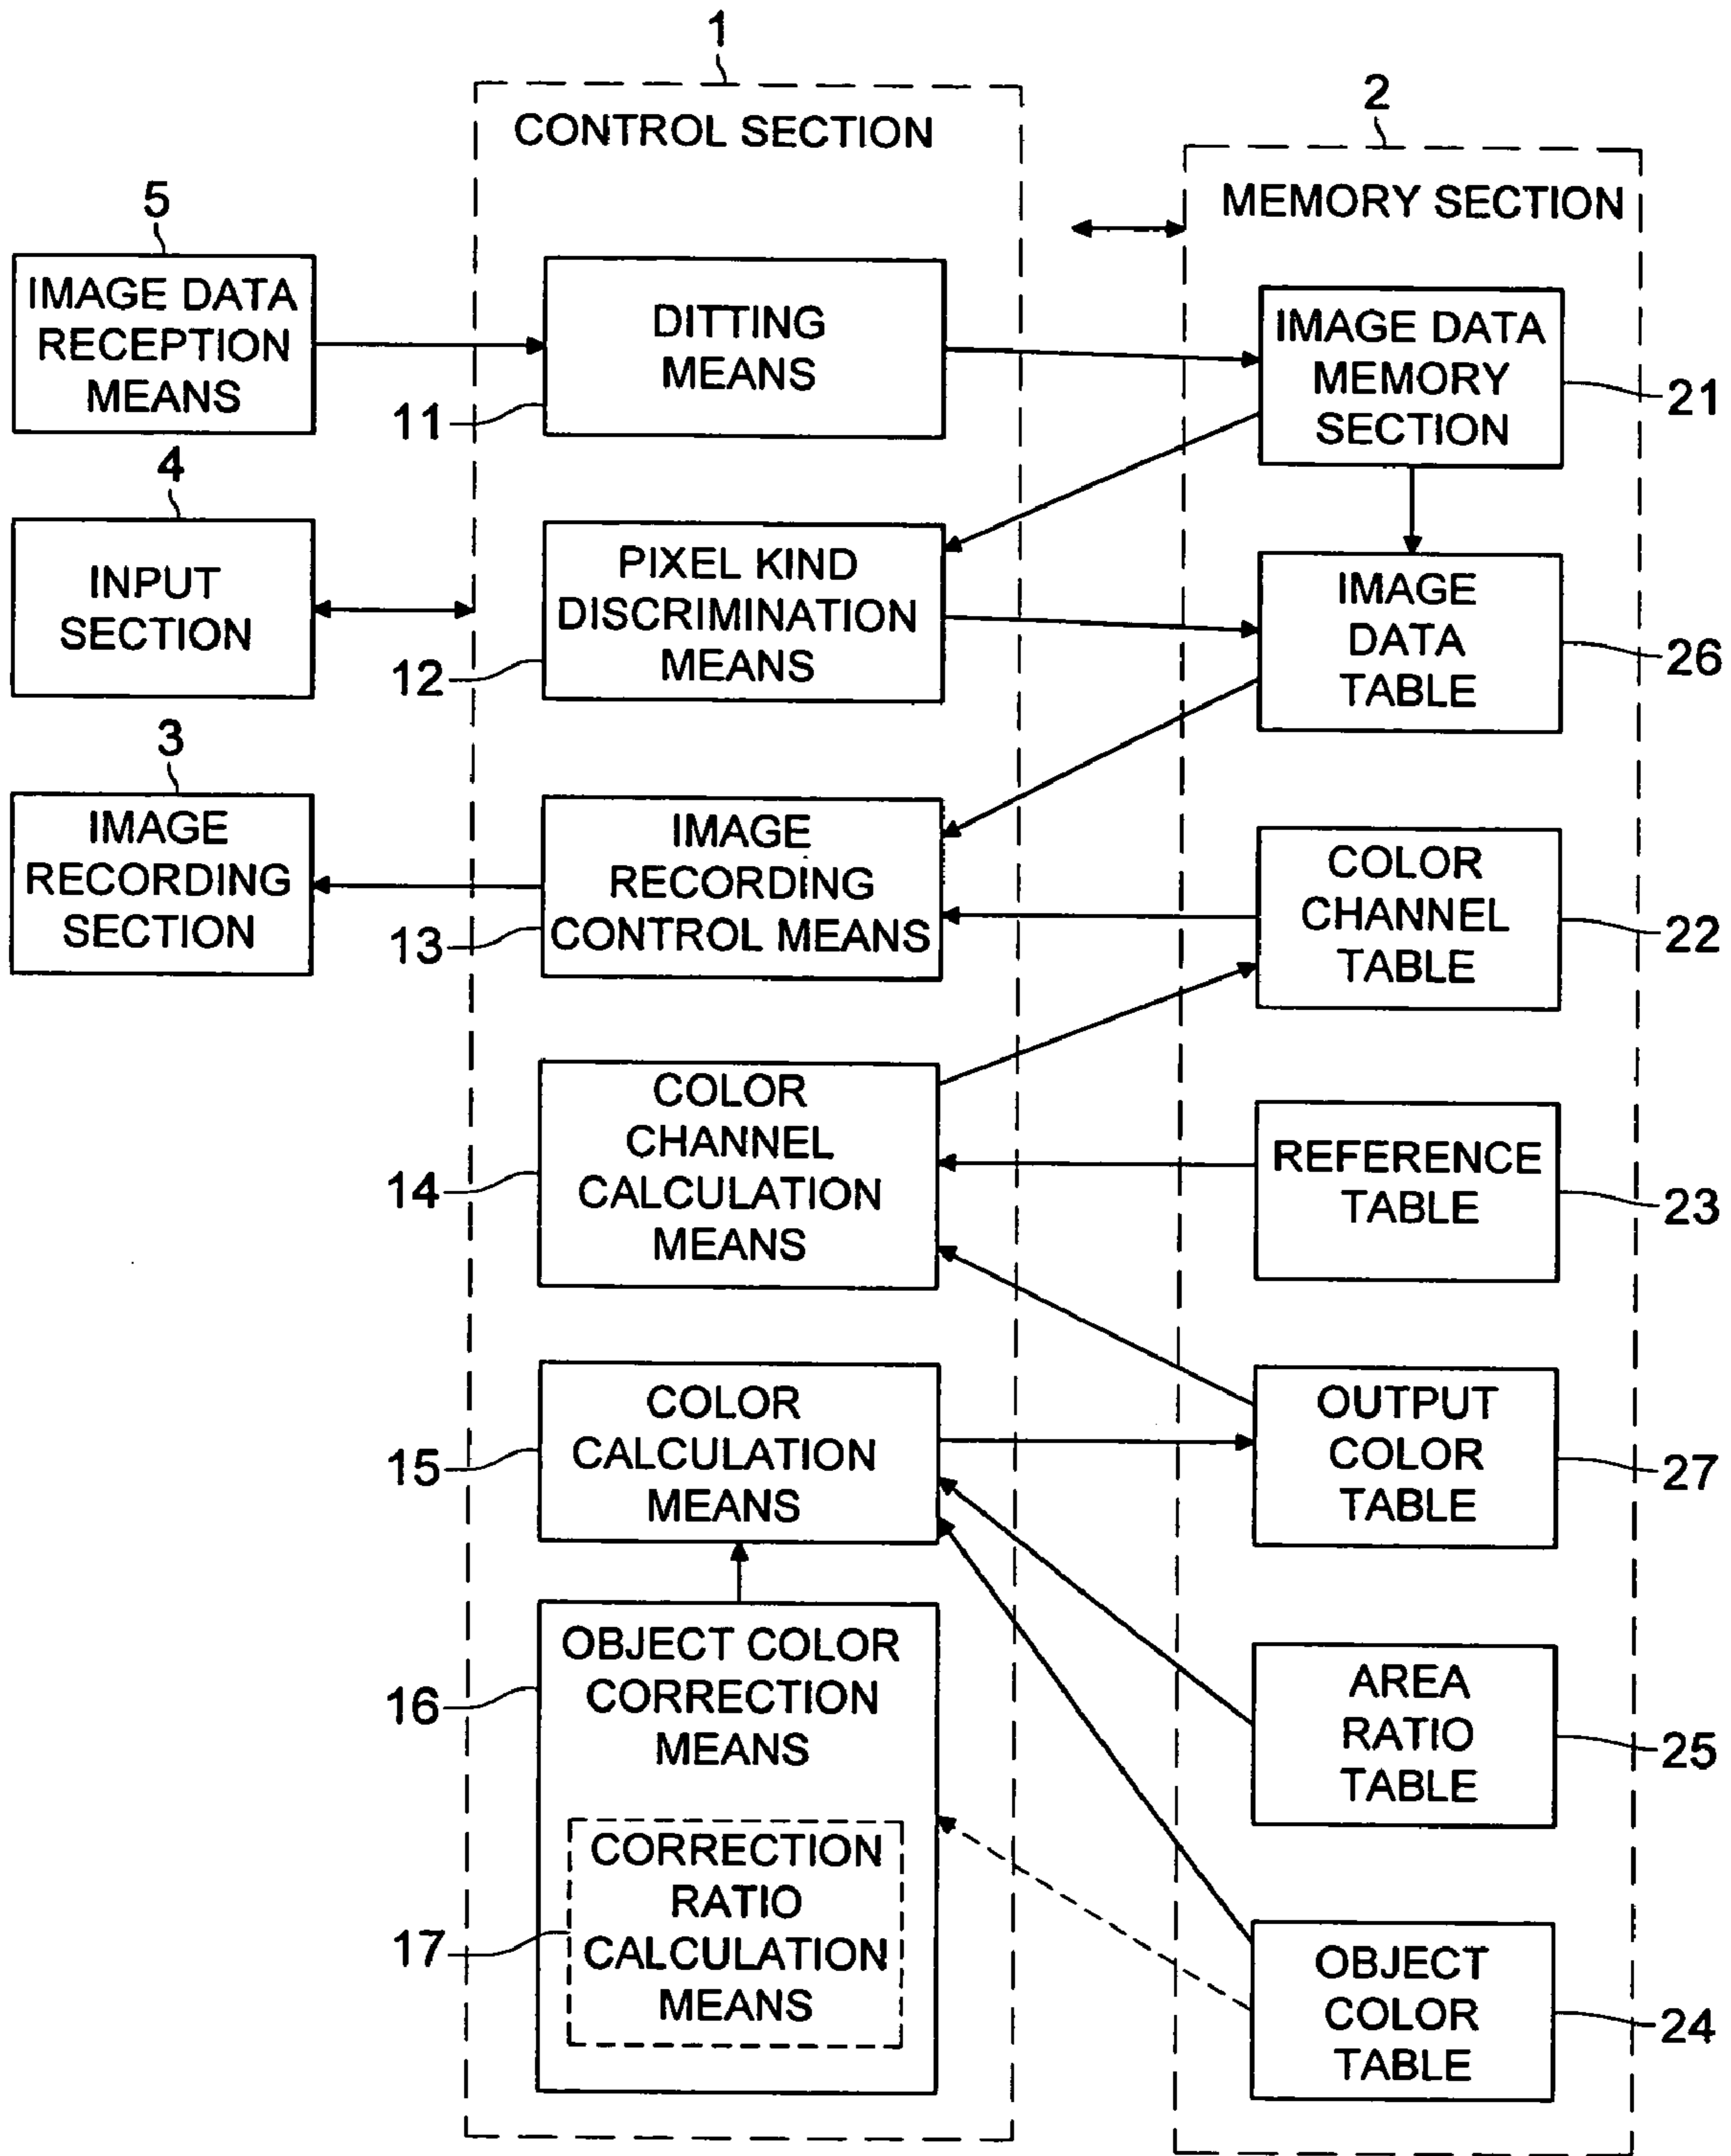 1
CONTROL SECTION
2
MEMORY SECTION
5
IMAGE DATA
RECEPTION
MEANS
DITTING
MEANS
11
IMAGE DATA
MEMORY
SECTION
21
4
INPUT
SECTION
PIXEL KIND
DISCRIMINATION
MEANS
12
IMAGE
DATA
TABLE
26
3
IMAGE
RECORDING
SECTION
IMAGE
RECORDING
CONTROL MEANS
13
COLOR
CHANNEL
TABLE
22
COLOR
CHANNEL
CALCULATION
MEANS
14
REFERENCE
TABLE
23
COLOR
CALCULATION
MEANS
15
OUTPUT
COLOR
TABLE
27
OBJECT COLOR
CORRECTION
MEANS
16
AREA
RATIO
TABLE
25
CORRECTION
RATIO
CALCULATION
MEANS
17
OBJECT
COLOR
TABLE
24